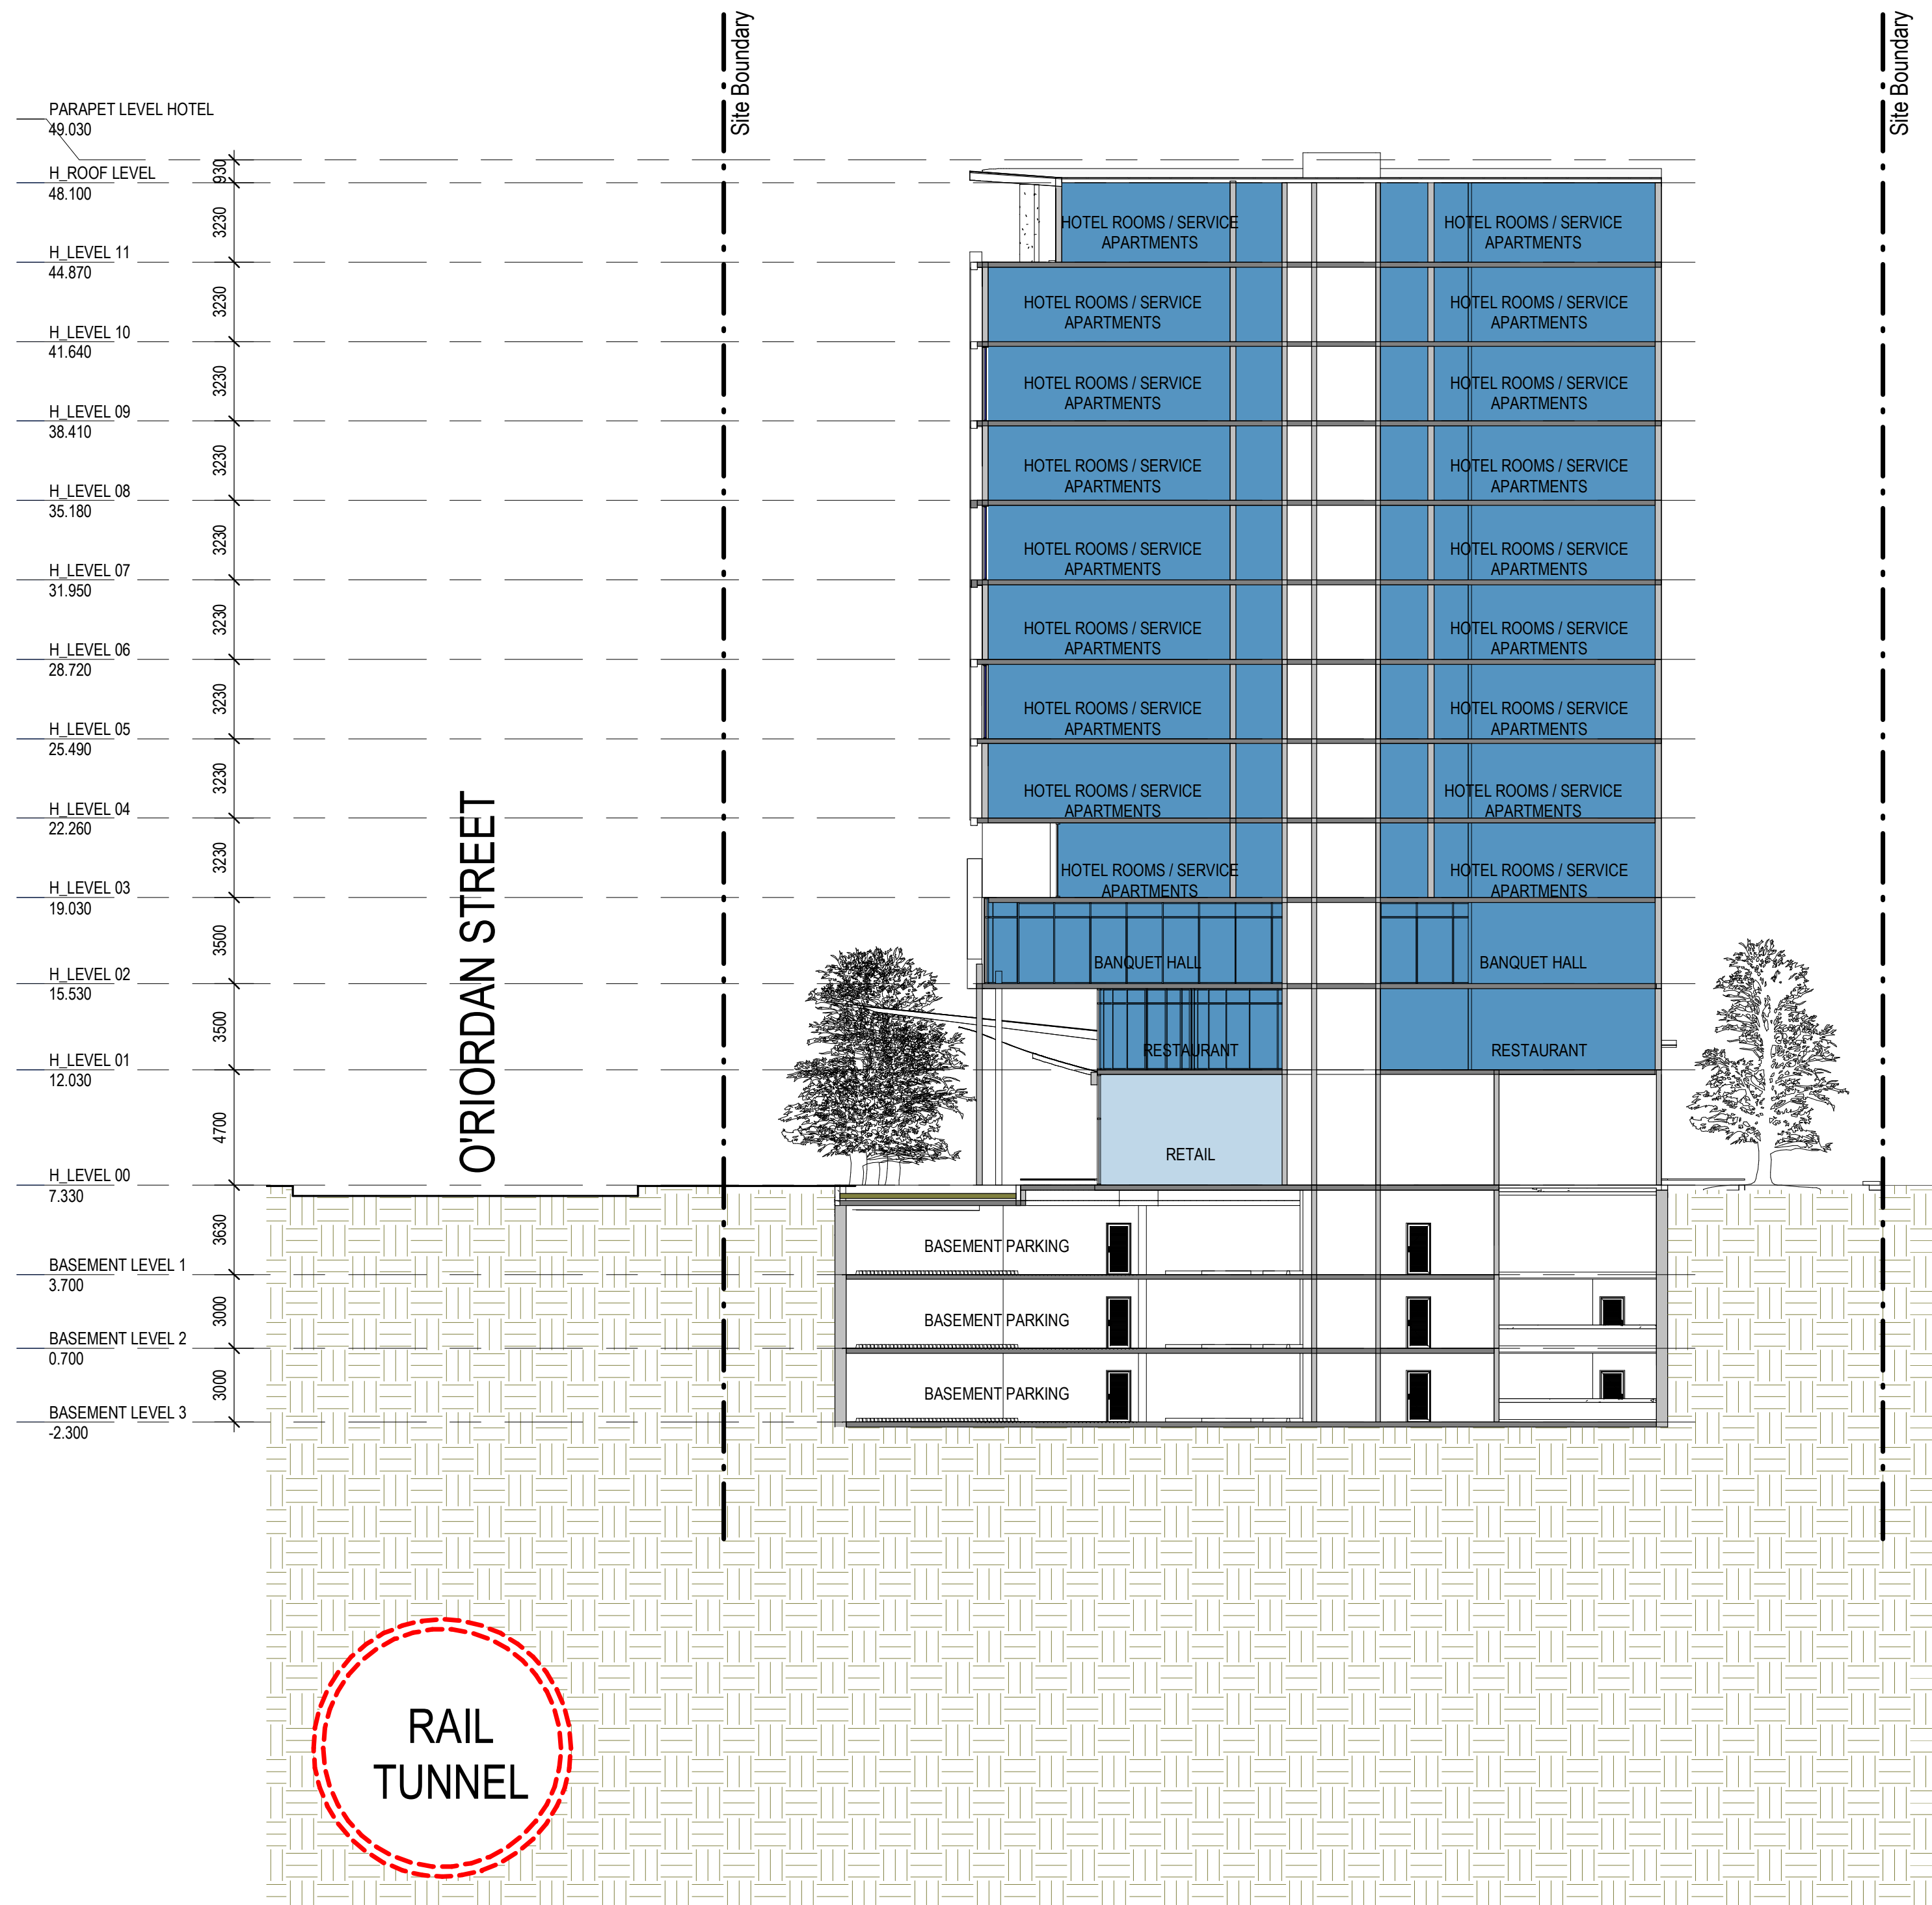 Site Boundary
Site Boundary
PARAPET LEVEL HOTEL
49.030
930
H_ROOF LEVEL
48.100
3230
HOTEL ROOMS / SERVICE
APARTMENTS
HOTEL ROOMS / SERVICE
APARTMENTS
H_LEVEL 11
44.870
3230
HOTEL ROOMS / SERVICE
APARTMENTS
HOTEL ROOMS / SERVICE
APARTMENTS
H_LEVEL 10
41.640
3230
HOTEL ROOMS / SERVICE
APARTMENTS
HOTEL ROOMS / SERVICE
APARTMENTS
H_LEVEL 09
38.410
3230
HOTEL ROOMS / SERVICE
APARTMENTS
HOTEL ROOMS / SERVICE
APARTMENTS
H_LEVEL 08
35.180
3230
HOTEL ROOMS / SERVICE
APARTMENTS
HOTEL ROOMS / SERVICE
APARTMENTS
H_LEVEL 07
31.950
3230
HOTEL ROOMS / SERVICE
APARTMENTS
HOTEL ROOMS / SERVICE
APARTMENTS
H_LEVEL 06
28.720
3230
HOTEL ROOMS / SERVICE
APARTMENTS
HOTEL ROOMS / SERVICE
APARTMENTS
H_LEVEL 05
25.490
3230
HOTEL ROOMS / SERVICE
APARTMENTS
HOTEL ROOMS / SERVICE
APARTMENTS
H_LEVEL 04
22.260
3230
HOTEL ROOMS / SERVICE
APARTMENTS
HOTEL ROOMS / SERVICE
APARTMENTS
H_LEVEL 03
19.030
3500
BANQUET HALL
BANQUET HALL
H_LEVEL 02
15.530
3500
RESTAURANT
RESTAURANT
H_LEVEL 01
12.030
4700
RETAIL
O'RIORDAN STREET
H_LEVEL 00
7.330
3630
BASEMENT PARKING
BASEMENT LEVEL 1
3.700
3000
BASEMENT PARKING
BASEMENT LEVEL 2
0.700
3000
BASEMENT PARKING
BASEMENT LEVEL 3
-2.300
RAIL
TUNNEL